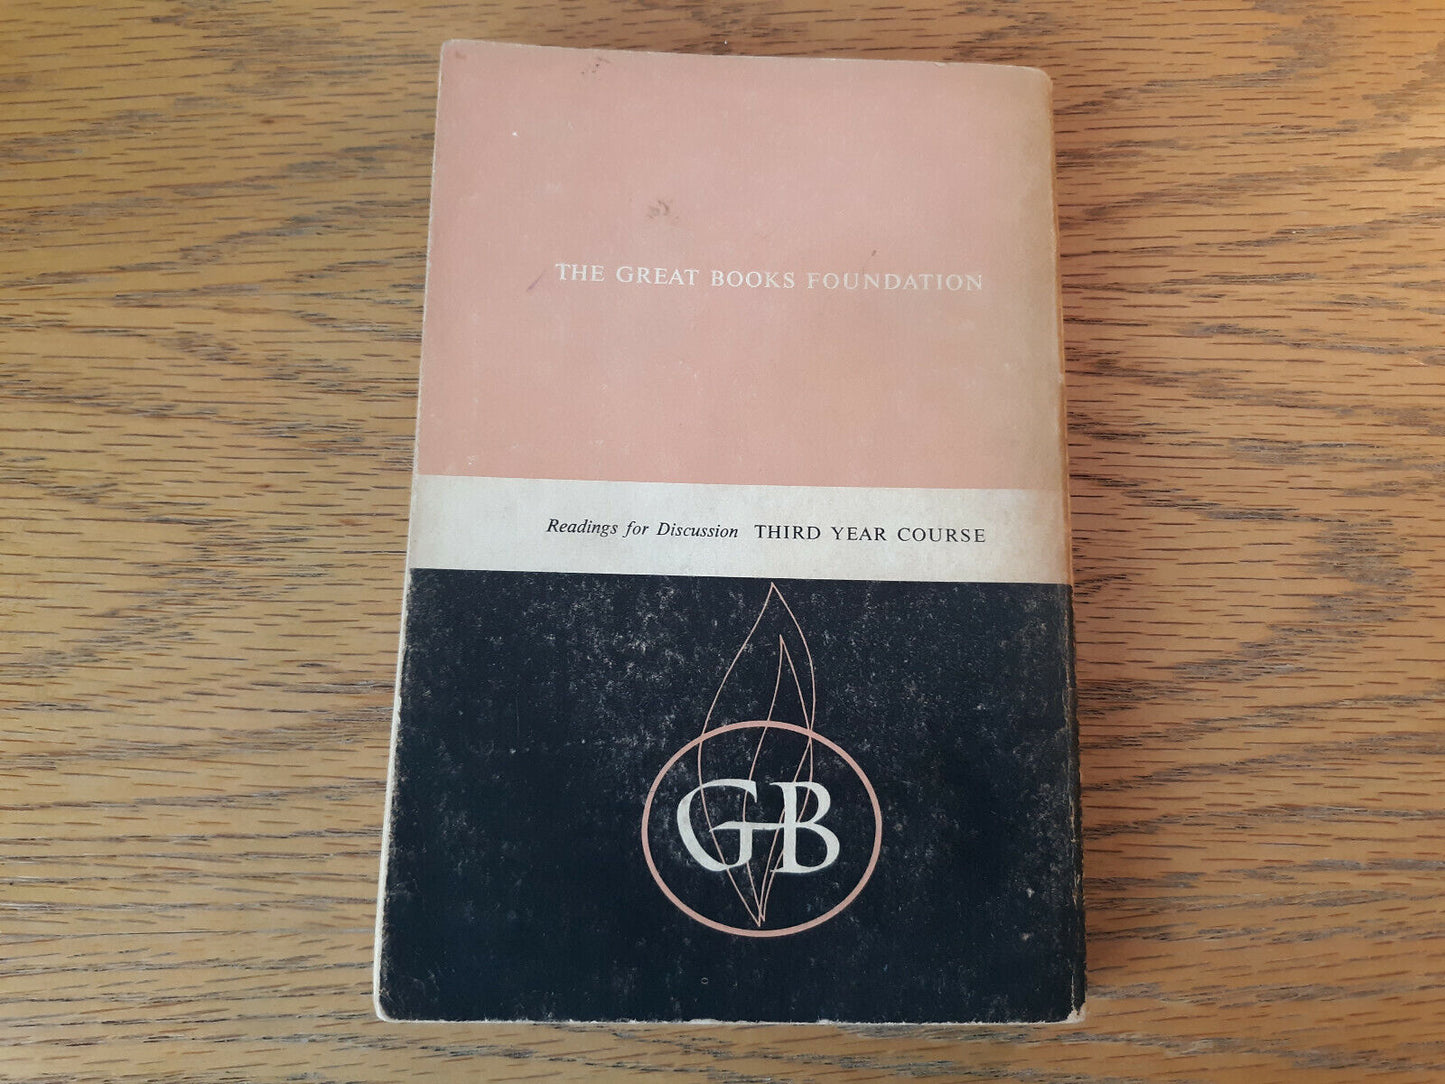 THE GREAT BOOKS FOUNDATION
Readings for Discussion THIRD YEAR COURSE
GB